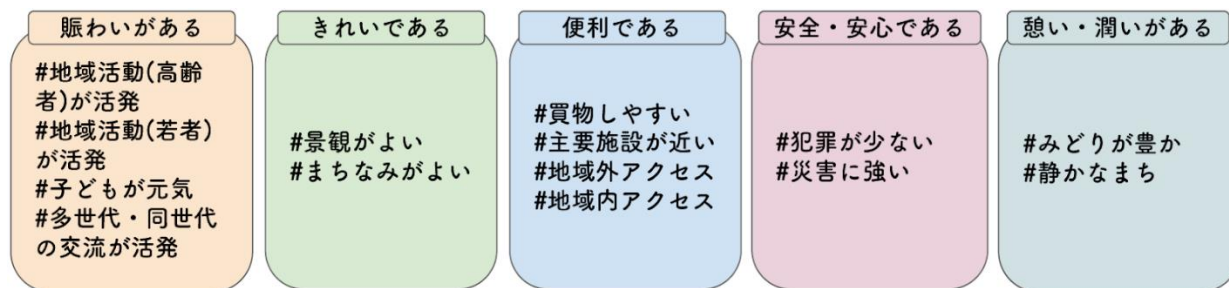 賑わいがある
#地域活動(高齢
者)が活発
#地域活動(若者)
が活発
#子どもが元気
#多世代・同世代
の交流が活発
きれいである
#景観がよい
#まちなみがよい
便利である
#買物しやすい
#主要施設が近い
#地域外アクセス
#地域内アクセス
安全・安心である
#犯罪が少ない
#災害に強い
憩い・潤いがある
#みどりが豊か
#静かなまち